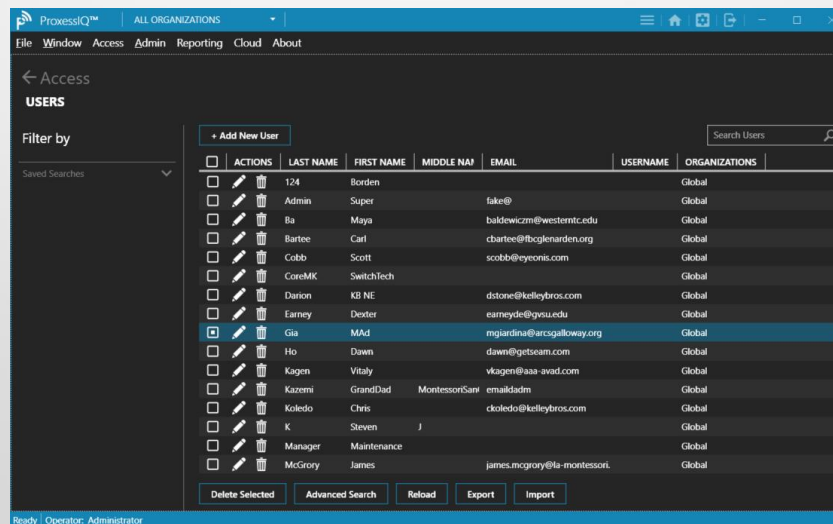 ProxessIQ™ ALL ORGANIZATIONS
File Window Access Admin Reporting Cloud About
Access
USERS
Filter by
+ Add New User
Search Users
Saved Searches
ACTIONS LAST NAME FIRST NAME MIDDLE NAM EMAIL USERNAME ORGANIZATIONS
124 Borden Global
Admin Super fake@ Global
Ba Maya baldewiczm@westerntc.edu Global
Bartee Carl cbartee@fbcglenarden.org Global
Cobb Scott scobb@eyeonis.com Global
CoreMK SwitchTech Global
Darion KB NE dstone@kelleybros.com Global
Earney Dexter earneyde@gvsu.edu Global
Gia MAd mgiardina@arcsgalloway.org Global
Ho Dawn dawn@getseam.com Global
Kagen Vitaly vkagen@aaa-avad.com Global
Kazemi GrandDad MontessoriSan emaildadm Global
Koledo Chris ckoledo@kelleybros.com Global
K Steven J Global
Manager Maintenance Global
McGrory James james.mcgrory@la-montessori. Global
Delete Selected Advanced Search Reload Export Import
Ready Operator: Administrator